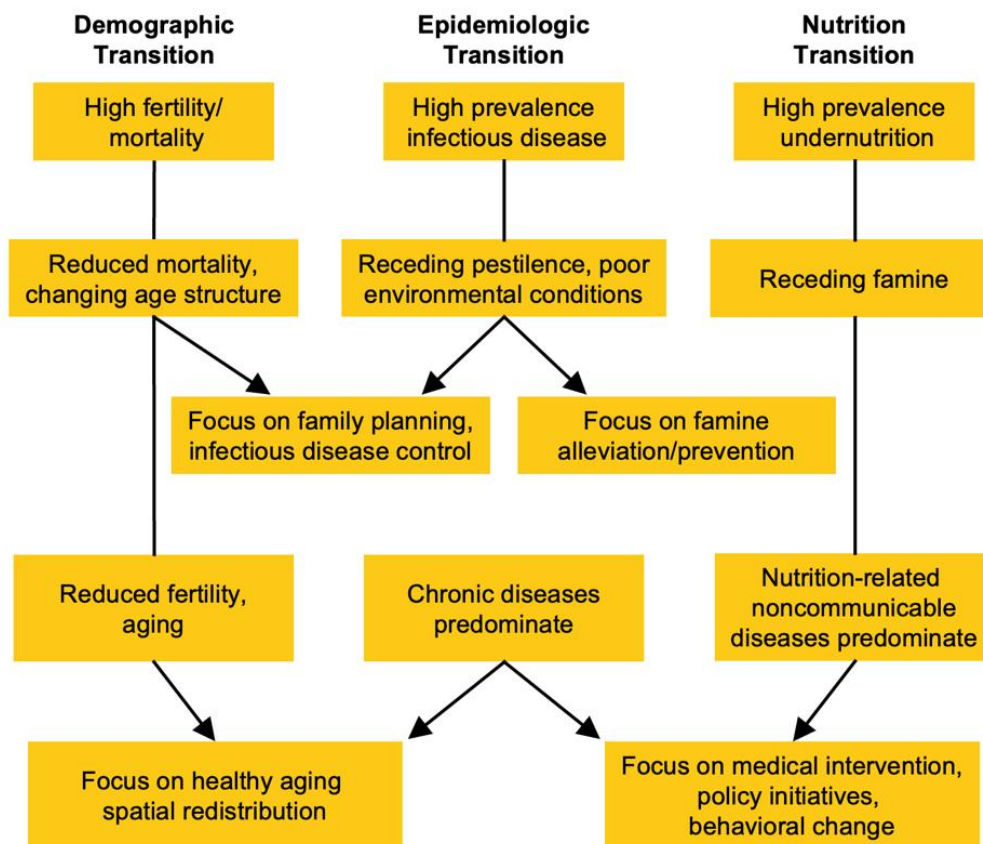 Demographic
Transition
Epidemiologic
Transition
Nutrition
Transition
High fertility/
mortality
High prevalence
infectious disease
High prevalence
undernutrition
Reduced mortality,
changing age structure
Receding pestilence, poor
environmental conditions
Receding famine
Focus on family planning,
infectious disease control
Focus on famine
alleviation/prevention
Reduced fertility,
aging
Chronic diseases
predominate
Nutrition-related
noncommunicable
diseases predominate
Focus on healthy aging
spatial redistribution
Focus on medical intervention,
policy initiatives,
behavioral change